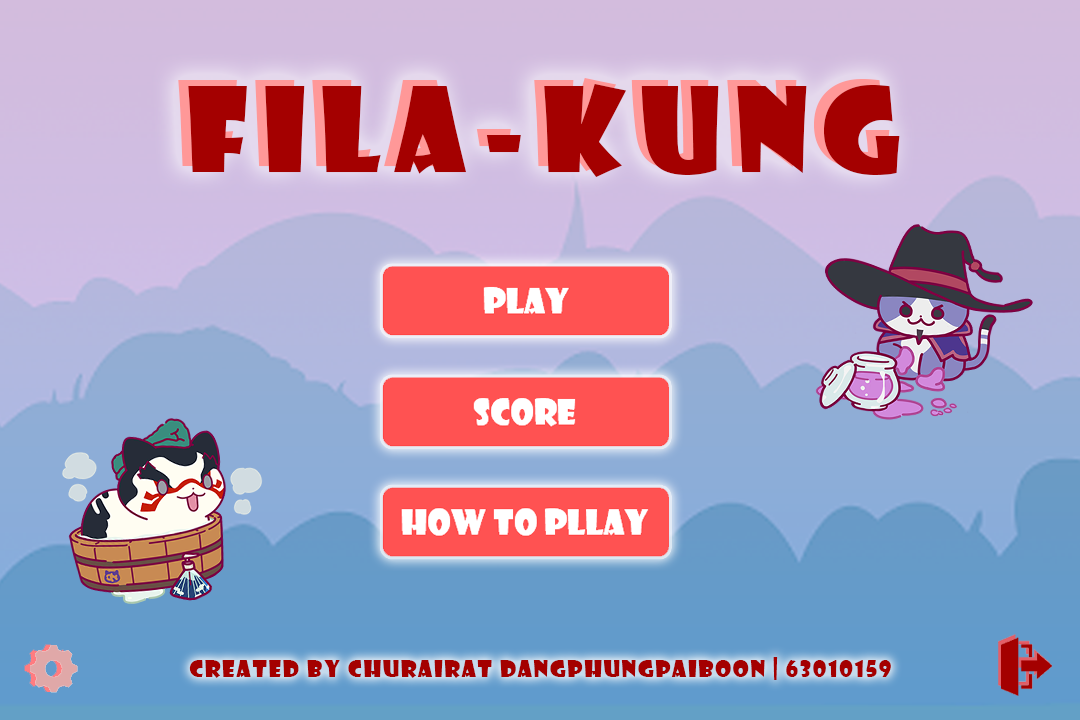 FILA-KUNG
PLAY
SCORE
HOW TO PLLAY
CREATED BY CHURAIRAT DANGPHUNGPAIBOON | 63010159